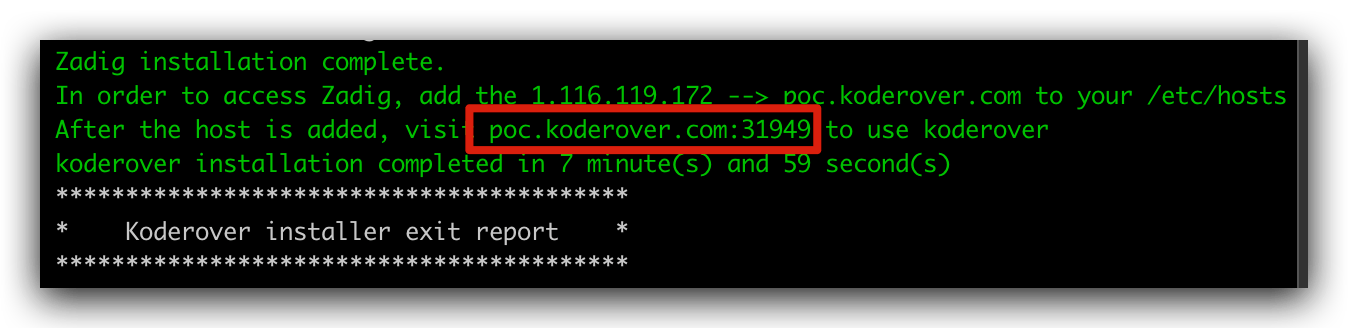 Zadig installation complete.
In order to access Zadig, add the 1.116.119.172 --> poc.koderover.com to your /etc/hosts
After the host is added, visit poc.koderover.com:31949 to use koderover
koderover installation completed in 7 minute(s) and 59 second(s)
*****************************************
*    Koderover installer exit report    *
*****************************************